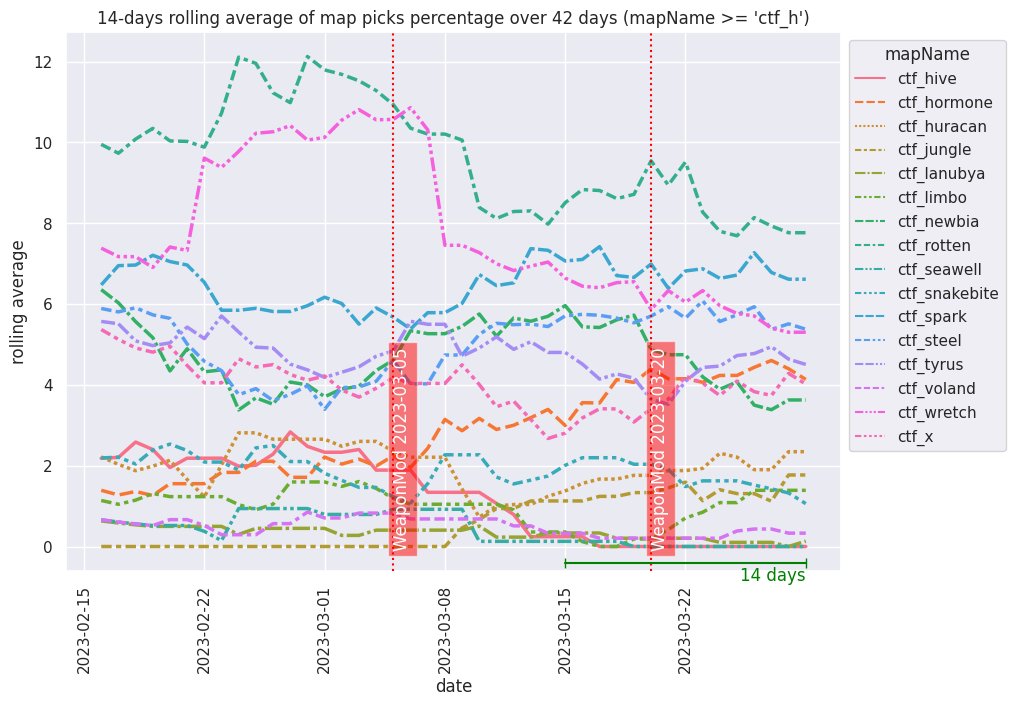 14-days rolling average of map picks percentage over 42 days (mapName >= 'ctf_h')
rolling average
12
10
8
6
4
2
0
WeaponMod 2023-03-05
WeaponMod 2023-03-20
14 days
2023-02-15
2023-02-22
2023-03-01
2023-03-08
2023-03-15
2023-03-22
date
mapName
ctf_hive
ctf_hormone
ctf_huracan
ctf_jungle
ctf_lanubya
ctf_limbo
ctf_newbia
ctf_rotten
ctf_seawell
ctf_snakebite
ctf_spark
ctf_steel
ctf_tyrus
ctf_voland
ctf_wretch
ctf_x